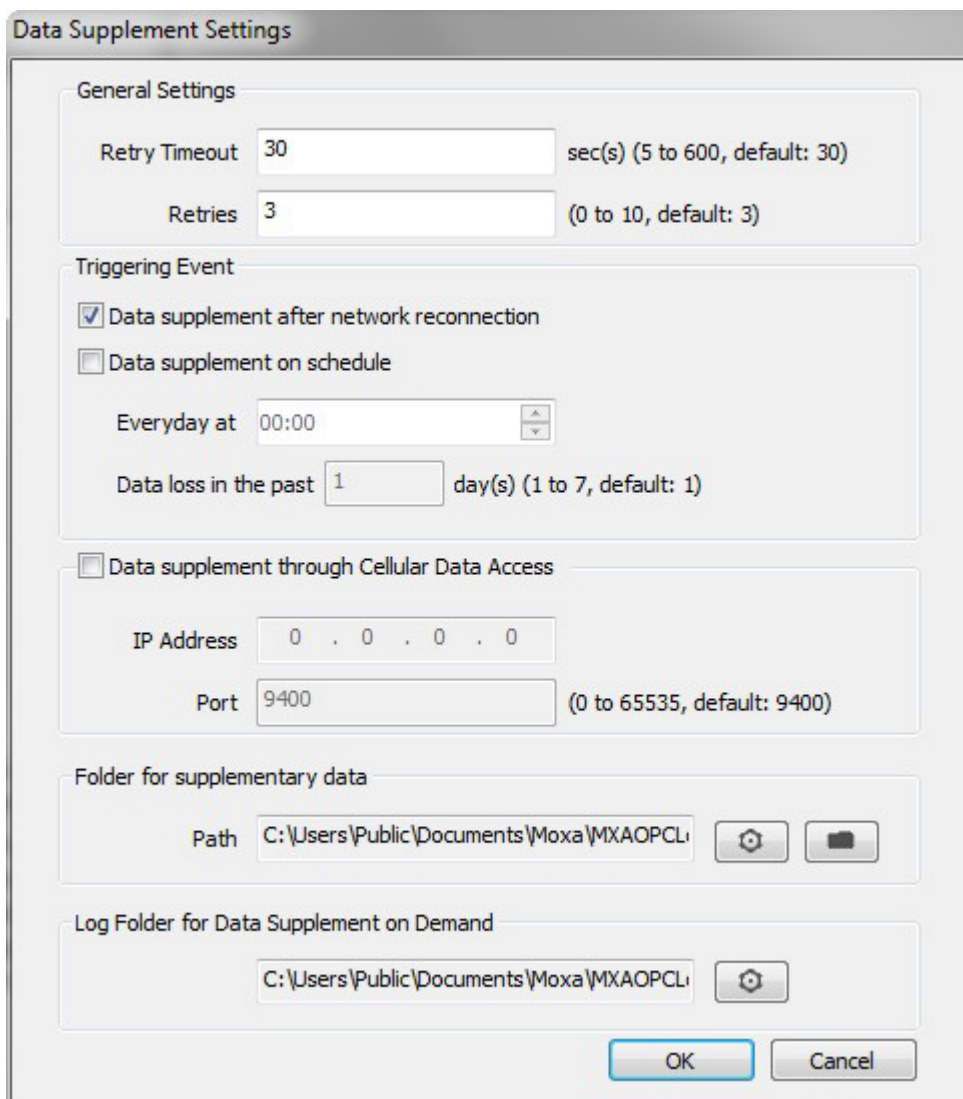 Data Supplement Settings
General Settings
Retry Timeout 30 sec(s) (5 to 600, default: 30)
Retries 3 (0 to 10, default: 3)
Triggering Event
Data supplement after network reconnection
Data supplement on schedule
Everyday at 00:00
Data loss in the past 1 day(s) (1 to 7, default: 1)
Data supplement through Cellular Data Access
IP Address 0 . 0 . 0 . 0
Port 9400 (0 to 65535, default: 9400)
Folder for supplementary data
Path C:\Users\Public\Documents\Moxa\MXAOPCL
Log Folder for Data Supplement on Demand
C:\Users\Public\Documents\Moxa\MXAOPCL
OK Cancel